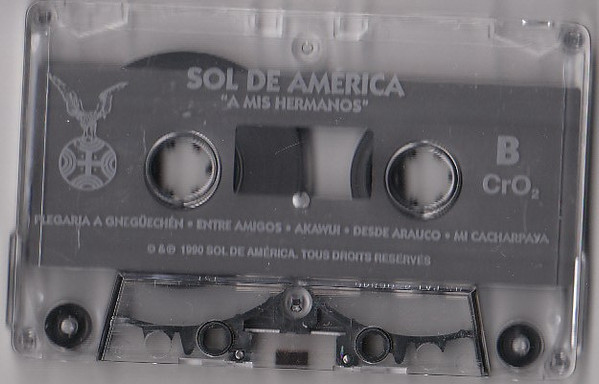 SOL DE AMÉRICA
"A MIS HERMANOS"
B
CrO2
PLEGARIA A GNEGÜECHÉN • ENTRE AMIGOS • AKAWUI • DESDE ARAUCO • MI CACHARPAYA
© & ℗ 1990 SOL DE AMÉRICA. TOUS DROITS RÉSERVÉS